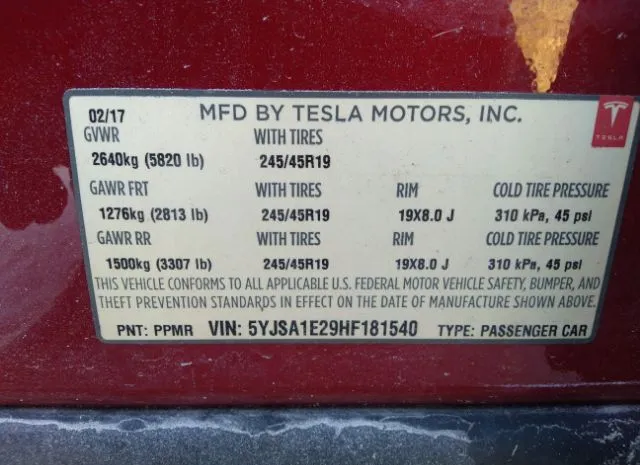 02/17 MFD BY TESLA MOTORS, INC.
TESLA
GVWR WITH TIRES
2640kg (5820 lb) 245/45R19
GAWR FRT WITH TIRES RIM COLD TIRE PRESSURE
1276kg (2813 lb) 245/45R19 19X8.0 J 310 kPa, 45 psi
GAWR RR WITH TIRES RIM COLD TIRE PRESSURE
1500kg (3307 lb) 245/45R19 19X8.0 J 310 kPa, 45 psi
THIS VEHICLE CONFORMS TO ALL APPLICABLE U.S. FEDERAL MOTOR VEHICLE SAFETY, BUMPER, AND
THEFT PREVENTION STANDARDS IN EFFECT ON THE DATE OF MANUFACTURE SHOWN ABOVE.
PNT: PPMR VIN: 5YJSA1E29HF181540 TYPE: PASSENGER CAR